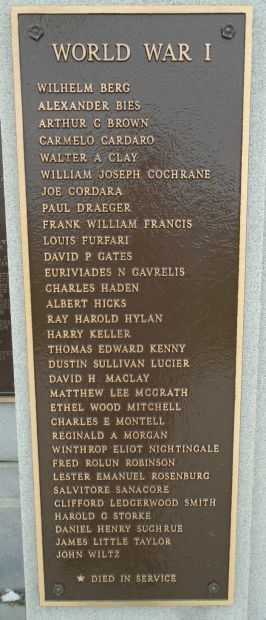 WORLD WAR I
WILHELM BERG
ALEXANDER BIES
ARTHUR C BROWN
CARMELO CARDARO
WALTER A CLAY
WILLIAM JOSEPH COCHRANE
JOE CORDARA
PAUL DRAEGER
FRANK WILLIAM FRANCIS
LOUIS FURFARI
DAVID P GATES
EURIVIADES N GAVRELIS
CHARLES HADEN
ALBERT HICKS
RAY HAROLD HYLAN
HARRY KELLER
THOMAS EDWARD KENNY
DUSTIN SULLIVAN LUCIER
DAVID H MACLAY
MATTHEW LEE MCGRATH
ETHEL WOOD MITCHELL
CHARLES E MONTELL
REGINALD A MORGAN
WINTHROP ELIOT NIGHTINGALE
FRED ROLUN ROBINSON
LESTER EMANUEL ROSENBURG
SALVITORE SANACORE
CLIFFORD LEDGERWOOD SMITH
HAROLD G STORKE
DANIEL HENRY SUGHRUE
JAMES LITTLE TAYLOR
JOHN WILTZ
★ DIED IN SERVICE